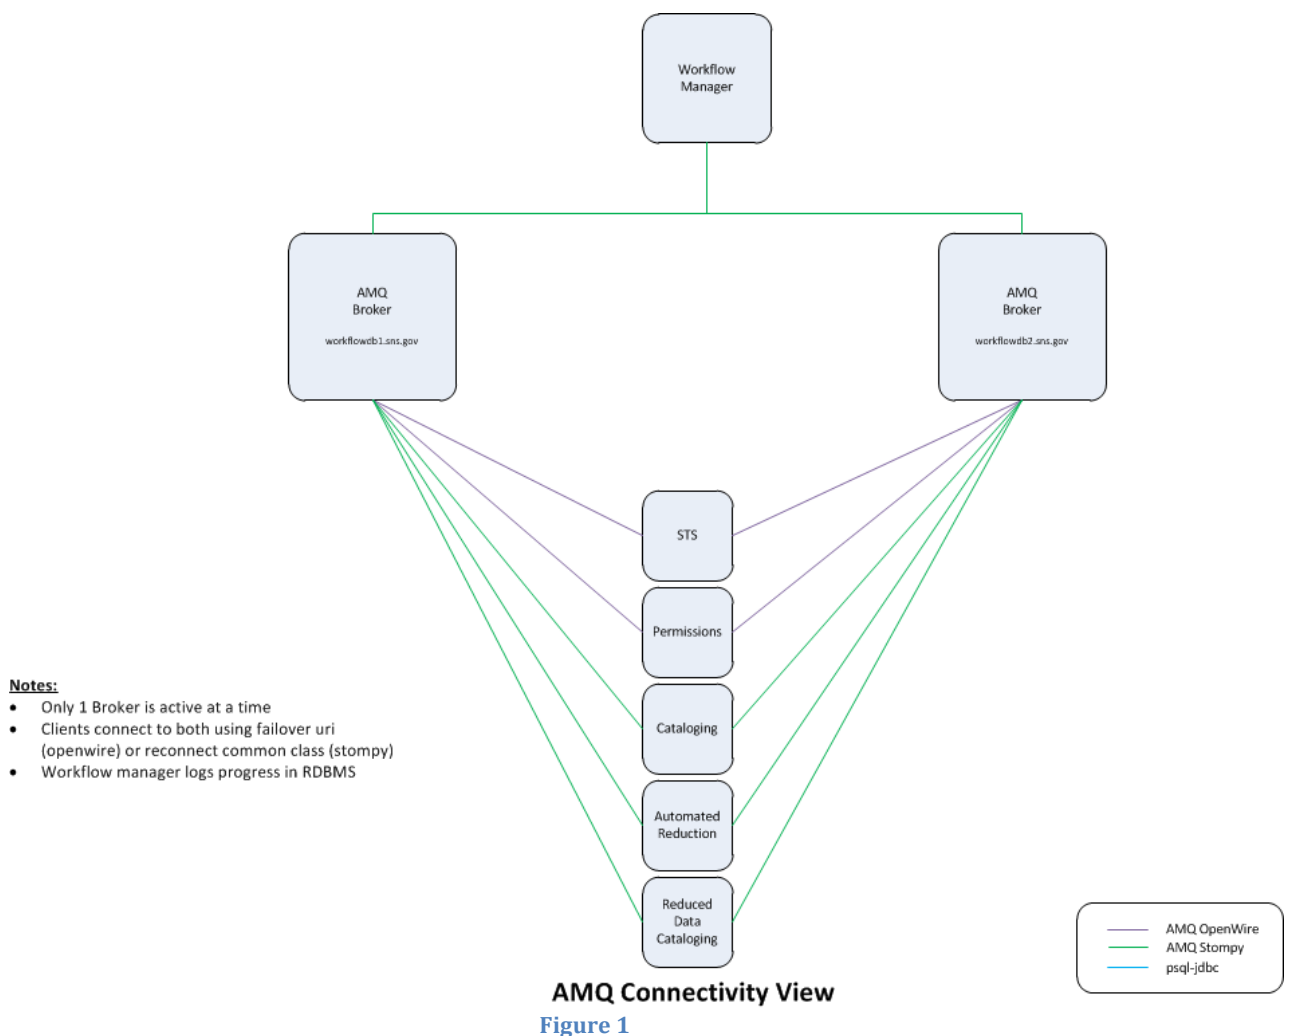 Workflow
Manager
AMQ
Broker
workflowdb1.sns.gov
AMQ
Broker
workflowdb2.sns.gov
STS
Permissions
Cataloging
Automated
Reduction
Reduced
Data
Cataloging
Notes:
• Only 1 Broker is active at a time
• Clients connect to both using failover uri
(openwire) or reconnect common class (stompy)
• Workflow manager logs progress in RDBMS
AMQ OpenWire
AMQ Stompy
psql-jdbc
AMQ Connectivity View
Figure 1